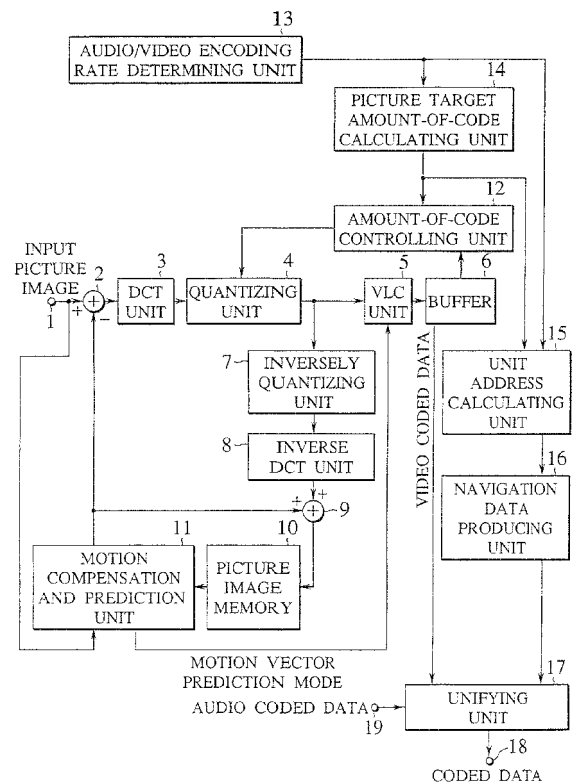 13
AUDIO/VIDEO ENCODING
RATE DETERMINING UNIT
14
PICTURE TARGET
AMOUNT-OF-CODE
CALCULATING UNIT
12
AMOUNT-OF-CODE
CONTROLLING UNIT
INPUT
PICTURE
IMAGE
1
+
2
−
3
DCT
UNIT
4
QUANTIZING
UNIT
5
VLC
UNIT
6
BUFFER
7
INVERSELY
QUANTIZING
UNIT
8
INVERSE
DCT UNIT
+
+
9
10
PICTURE
IMAGE
MEMORY
11
MOTION
COMPENSATION
AND PREDICTION
UNIT
MOTION VECTOR
PREDICTION MODE
VIDEO CODED DATA
15
UNIT
ADDRESS
CALCULATING
UNIT
16
NAVIGATION
DATA
PRODUCING
UNIT
17
UNIFYING
UNIT
AUDIO CODED DATA
19
18
CODED DATA